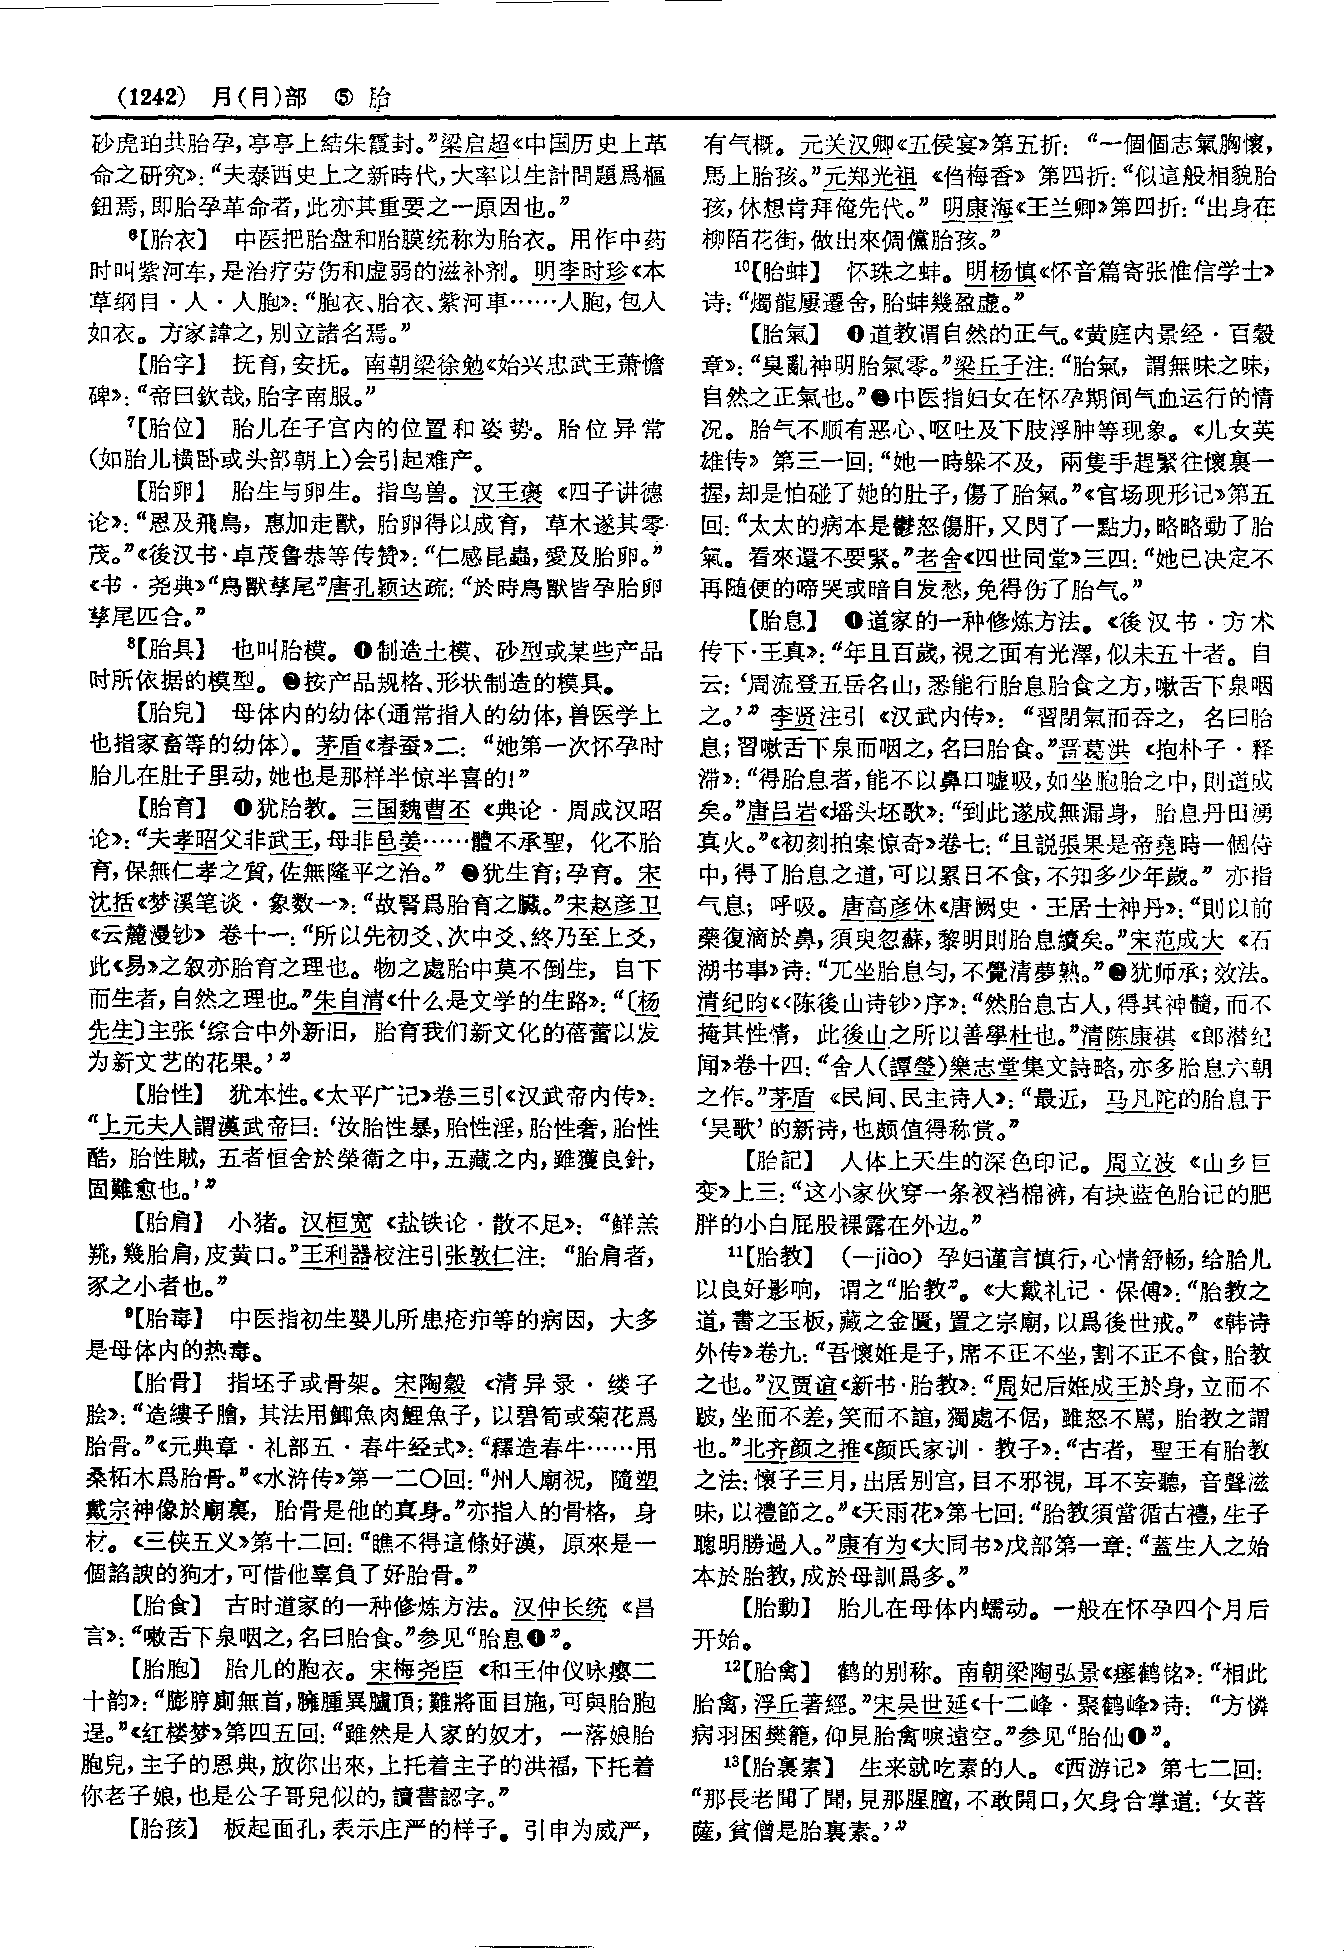 (1242) 月(⺝)部 ⑤ 胎
砂虎珀共胎孕,亭亭上結朱霞封。”梁启超《中国历史上革
命之研究》:“夫泰西史上之新時代,大率以生計問題爲樞
鈕焉,即胎孕革命者,此亦其重要之一原因也。”
⁶【胎衣】 中医把胎盘和胎膜统称为胎衣。用作中药
时叫紫河车,是治疗劳伤和虚弱的滋补剂。明李时珍《本
草纲目·人·人胞》:“胞衣、胎衣、紫河車……人胞,包人
如衣。方家諱之,别立諸名焉。”
【胎字】 抚育,安抚。南朝梁徐勉《始兴忠武王萧憺
碑》:“帝曰欽哉,胎字南服。”
⁷【胎位】 胎儿在子宫内的位置和姿势。胎位异常
(如胎儿横卧或头部朝上)会引起难产。
【胎卵】 胎生与卵生。指鸟兽。汉王褒《四子讲德
论》:“恩及飛鳥,惠加走獸,胎卵得以成育,草木遂其零
茂。”《後汉书·卓茂鲁恭等传赞》:“仁感昆蟲,愛及胎卵。”
《书·尧典》“鳥獸孳尾”唐孔颖达疏:“於時鳥獸皆孕胎卵
孳尾匹合。”
⁸【胎具】 也叫胎模。❶制造土模、砂型或某些产品
时所依据的模型。❷按产品规格、形状制造的模具。
【胎兒】 母体内的幼体(通常指人的幼体,兽医学上
也指家畜等的幼体)。茅盾《春蚕》二:“她第一次怀孕时
胎儿在肚子里动,她也是那样半惊半喜的!”
【胎育】 ❶犹胎教。三国魏曹丕《典论·周成汉昭
论》:“夫孝昭父非武王,母非邑姜……體不承聖,化不胎
育,保無仁孝之質,佐無隆平之治。” ❷犹生育;孕育。宋
沈括《梦溪笔谈·象数一》:“故腎爲胎育之臟。”宋赵彦卫
《云麓漫钞》卷十一:“所以先初爻、次中爻、終乃至上爻,
此《易》之叙亦胎育之理也。物之處胎中莫不倒生,自下
而生者,自然之理也。”朱自清《什么是文学的生路》:“〔杨
先生〕主张‘综合中外新旧,胎育我们新文化的蓓蕾以发
为新文艺的花果。’”
【胎性】 犹本性。《太平广记》卷三引《汉武帝内传》:
“上元夫人謂漢武帝曰:‘汝胎性暴,胎性淫,胎性奢,胎性
酷,胎性賊,五者恒舍於榮衛之中,五藏之内,雖獲良針,
固難愈也。’”
【胎肩】 小猪。汉桓宽《盐铁论·散不足》:“鮮羔
㹠,幾胎肩,皮黄口。”王利器校注引张敦仁注:“胎肩者,
豕之小者也。”
⁹【胎毒】 中医指初生婴儿所患疮疖等的病因,大多
是母体内的热毒。
【胎骨】 指坯子或骨架。宋陶穀《清异录·缕子
脍》:“造縷子膾,其法用鯽魚肉鯉魚子,以碧筍或菊花爲
胎骨。”《元典章·礼部五·春牛经式》:“釋造春牛……用
桑柘木爲胎骨。”《水浒传》第一二〇回:“州人廟祝,隨塑
戴宗神像於廟裏,胎骨是他的真身。”亦指人的骨格,身
材。《三侠五义》第十二回:“瞧不得這條好漢,原來是一
個諂諛的狗才,可惜他辜負了好胎骨。”
【胎食】 古时道家的一种修炼方法。汉仲长统《昌
言》:“嗽舌下泉咽之,名曰胎食。”参见“胎息❶”。
【胎胞】 胎儿的胞衣。宋梅尧臣《和王仲仪咏瘿二
十韵》:“膨脖廁無首,臃腫異臚頂;難將面目施,可與胎胞
逞。”《红楼梦》第四五回:“雖然是人家的奴才,一落娘胎
胞兒,主子的恩典,放你出來,上托着主子的洪福,下托着
你老子娘,也是公子哥兒似的,讀書認字。”
【胎孩】 板起面孔,表示庄严的样子。引申为威严,
有气概。元关汉卿《五侯宴》第五折:“一個個志氣胸懷,
馬上胎孩。”元郑光祖《㑇梅香》第四折:“似這般相貌胎
孩,休想肯拜俺先代。”明康海《王兰卿》第四折:“出身在
柳陌花街,做出來倜儻胎孩。”
¹⁰【胎蚌】 怀珠之蚌。明杨慎《怀音篇寄张惟信学士》
诗:“燭龍屢遷舍,胎蚌幾盈虚。”
【胎氣】 ❶道教谓自然的正气。《黄庭内景经·百穀
章》:“臭亂神明胎氣零。”梁丘子注:“胎氣,謂無味之味,
自然之正氣也。”❷中医指妇女在怀孕期间气血运行的情
况。胎气不顺有恶心、呕吐及下肢浮肿等现象。《儿女英
雄传》第三一回:“她一時躲不及,兩隻手趕緊往懷裏一
握,却是怕碰了她的肚子,傷了胎氣。”《官场现形记》第五
回:“太太的病本是鬱怒傷肝,又閃了一點力,略略動了胎
氣。看來還不要緊。”老舍《四世同堂》三四:“她已决定不
再随便的啼哭或暗自发愁,免得伤了胎气。”
【胎息】 ❶道家的一种修炼方法。《後汉书·方术
传下·王真》:“年且百歲,視之面有光澤,似未五十者。自
云:‘周流登五岳名山,悉能行胎息胎食之方,嗽舌下泉咽
之。’”李贤注引《汉武内传》:“習閉氣而吞之,名曰胎
息;習嗽舌下泉而咽之,名曰胎食。”晋葛洪《抱朴子·释
滞》:“得胎息者,能不以鼻口嘘吸,如坐胞胎之中,則道成
矣。”唐吕岩《瑶头坯歌》:“到此遂成無漏身,胎息丹田湧
真火。”《初刻拍案惊奇》卷七:“且説張果是帝堯時一個侍
中,得了胎息之道,可以累日不食,不知多少年歲。”亦指
气息;呼吸。唐高彦休《唐阙史·王居士神丹》:“則以前
藥復滴於鼻,須臾忽蘇,黎明則胎息續矣。”宋范成大《石
湖书事》诗:“兀坐胎息匀,不覺清夢熟。”❷犹师承;效法。
清纪昀《〈陈後山诗钞〉序》:“然胎息古人,得其神髓,而不
掩其性情,此後山之所以善學杜也。”清陈康祺《郎潜纪
闻》卷十四:“舍人(譚瑩)樂志堂集文詩略,亦多胎息六朝
之作。”茅盾《民间、民主诗人》:“最近,马凡陀的胎息于
‘吴歌’的新诗,也颇值得称赏。”
【胎記】 人体上天生的深色印记。周立波《山乡巨
变》上三:“这小家伙穿一条衩裆棉裤,有块蓝色胎记的肥
胖的小白屁股裸露在外边。”
¹¹【胎教】 (—jiào) 孕妇谨言慎行,心情舒畅,给胎儿
以良好影响,谓之“胎教”。《大戴礼记·保傅》:“胎教之
道,書之玉板,藏之金匱,置之宗廟,以爲後世戒。”《韩诗
外传》卷九:“吾懷妊是子,席不正不坐,割不正不食,胎教
之也。”汉贾谊《新书·胎教》:“周妃后妊成王於身,立而不
跛,坐而不差,笑而不諠,獨處不倨,雖怒不駡,胎教之謂
也。”北齐颜之推《颜氏家训·教子》:“古者,聖王有胎教
之法:懷子三月,出居别宫,目不邪視,耳不妄聽,音聲滋
味,以禮節之。”《天雨花》第七回:“胎教須當循古禮,生子
聰明勝過人。”康有为《大同书》戊部第一章:“蓋生人之始
本於胎教,成於母訓爲多。”
【胎動】 胎儿在母体内蠕动。一般在怀孕四个月后
开始。
¹²【胎禽】 鹤的别称。南朝梁陶弘景《瘗鹤铭》:“相此
胎禽,浮丘著經。”宋吴世延《十二峰·聚鹤峰》诗:“方憐
病羽困樊籠,仰見胎禽唳遠空。”参见“胎仙❶”。
¹³【胎裏素】 生来就吃素的人。《西游记》第七二回:
“那長老聞了聞,見那腥膻,不敢開口,欠身合掌道:‘女菩
薩,貧僧是胎裏素。’”